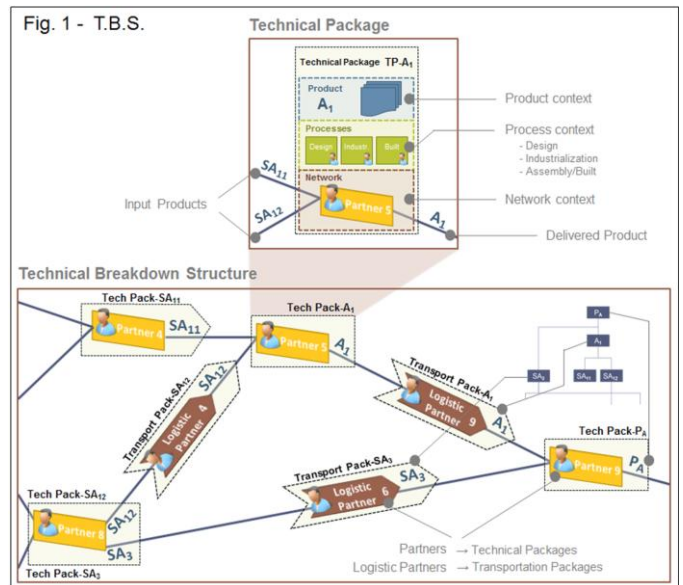 Fig. 1 - T.B.S.
Technical Package
Technical Package TP-A1
Product
A1
Product context
Processes
Design
Industr.
Built
Process context
- Design
- Industrialization
- Assembly/Built
SA11
Network
Partner 5
Network context
Input Products
SA12
A1
Delivered Product
Technical Breakdown Structure
Tech Pack-SA11
Partner 4
SA11
Tech Pack-A1
Partner 5
A1
PA
A1
SA3
SA11
SA12
Transport Pack-SA12
Logistic
Partner
4
SA12
Transport Pack-A1
Logistic
Partner
9
A1
Tech Pack-PA
Partner 9
PA
Transport Pack-SA3
Logistic
Partner
6
SA3
Tech Pack-SA12
Partner 8
SA12
SA3
Tech Pack-SA3
Partners → Technical Packages
Logistic Partners → Transportation Packages